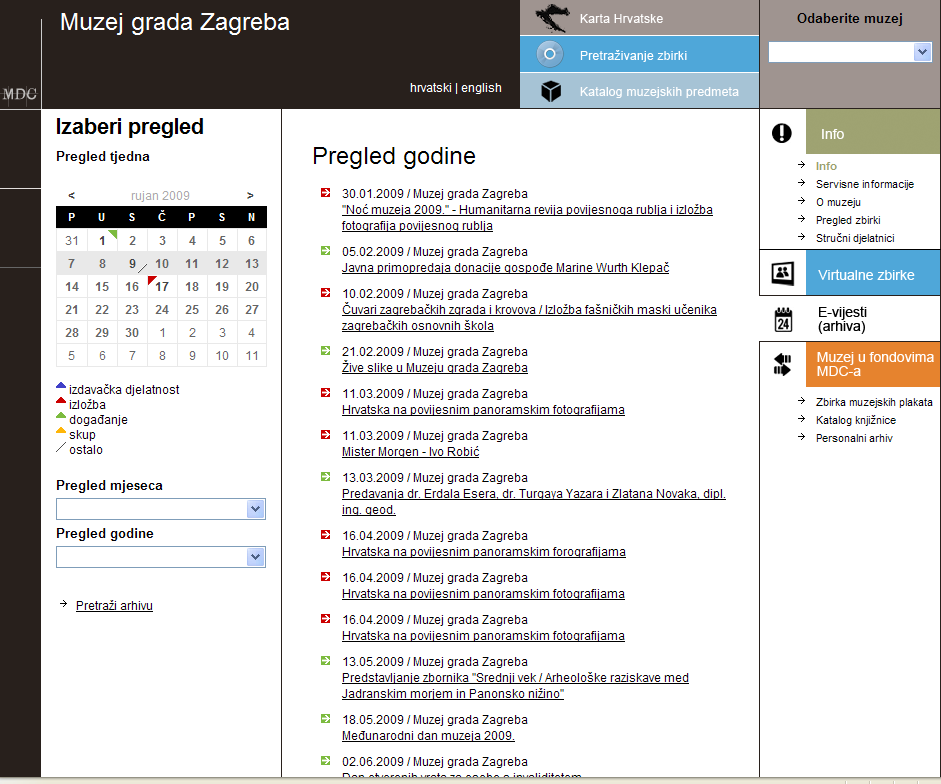 Muzej grada Zagreba
hrvatski | english
MDC
Karta Hrvatske
Pretraživanje zbirki
Katalog muzejskih predmeta
Odaberite muzej
Izaberi pregled
Pregled tjedna
< rujan 2009 >
P U S Č P S N
31 1 2 3 4 5 6
7 8 9 10 11 12 13
14 15 16 17 18 19 20
21 22 23 24 25 26 27
28 29 30 1 2 3 4
5 6 7 8 9 10 11
izdavačka djelatnost
izložba
događanje
skup
ostalo
Pregled mjeseca
Pregled godine
Pretraži arhivu
Pregled godine
30.01.2009 / Muzej grada Zagreba
"Noć muzeja 2009." - Humanitarna revija povijesnoga rublja i izložba
fotografija povijesnog rublja
05.02.2009 / Muzej grada Zagreba
Javna primopredaja donacije gospođe Marine Wurth Klepač
10.02.2009 / Muzej grada Zagreba
Čuvari zagrebačkih zgrada i krovova / Izložba fašničkih maski učenika
zagrebačkih osnovnih škola
21.02.2009 / Muzej grada Zagreba
Žive slike u Muzeju grada Zagreba
11.03.2009 / Muzej grada Zagreba
Hrvatska na povijesnim panoramskim fotografijama
11.03.2009 / Muzej grada Zagreba
Mister Morgen - Ivo Robić
13.03.2009 / Muzej grada Zagreba
Predavanja dr. Erdala Esera, dr. Turgaya Yazara i Zlatana Novaka, dipl.
ing. geod.
16.04.2009 / Muzej grada Zagreba
Hrvatska na povijesnim panoramskim forografijama
16.04.2009 / Muzej grada Zagreba
Hrvatska na povijesnim panoramskim fotografijama
16.04.2009 / Muzej grada Zagreba
Hrvatska na povijesnim panoramskim fotografijama
13.05.2009 / Muzej grada Zagreba
Predstavljanje zbornika "Srednji vek / Arheološke raziskave med
Jadranskim morjem in Panonsko nižino"
18.05.2009 / Muzej grada Zagreba
Međunarodni dan muzeja 2009.
02.06.2009 / Muzej grada Zagreba
Dan otvorenih vrata za osobe s invaliditetom
Info
Info
Servisne informacije
O muzeju
Pregled zbirki
Stručni djelatnici
Virtualne zbirke
24
E-vijesti
(arhiva)
Muzej u fondovima
MDC-a
Zbirka muzejskih plakata
Katalog knjižnice
Personalni arhiv